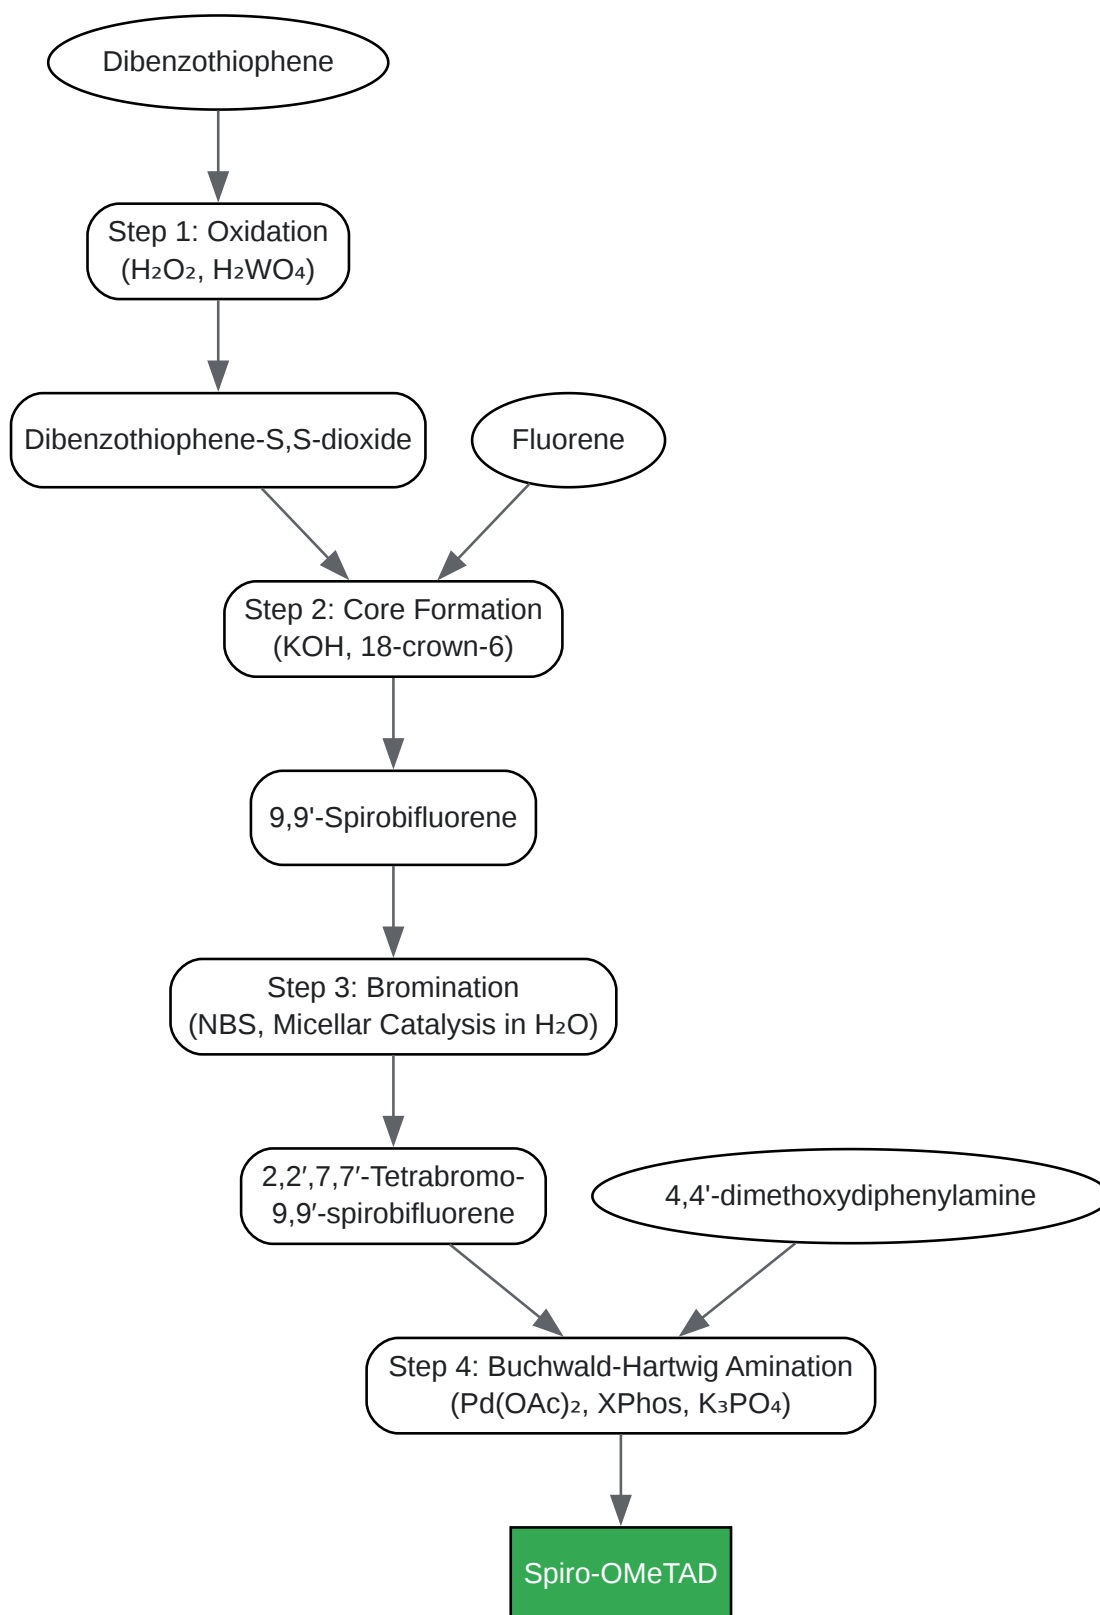 Dibenzothiophene
Step 1: Oxidation
(H₂O₂, H₂WO₄)
Dibenzothiophene-S,S-dioxide
Fluorene
Step 2: Core Formation
(KOH, 18-crown-6)
9,9'-Spirobifluorene
Step 3: Bromination
(NBS, Micellar Catalysis in H₂O)
2,2′,7,7′-Tetrabromo-
9,9′-spirobifluorene
4,4'-dimethoxydiphenylamine
Step 4: Buchwald-Hartwig Amination
(Pd(OAc)₂, XPhos, K₃PO₄)
Spiro-OMeTAD